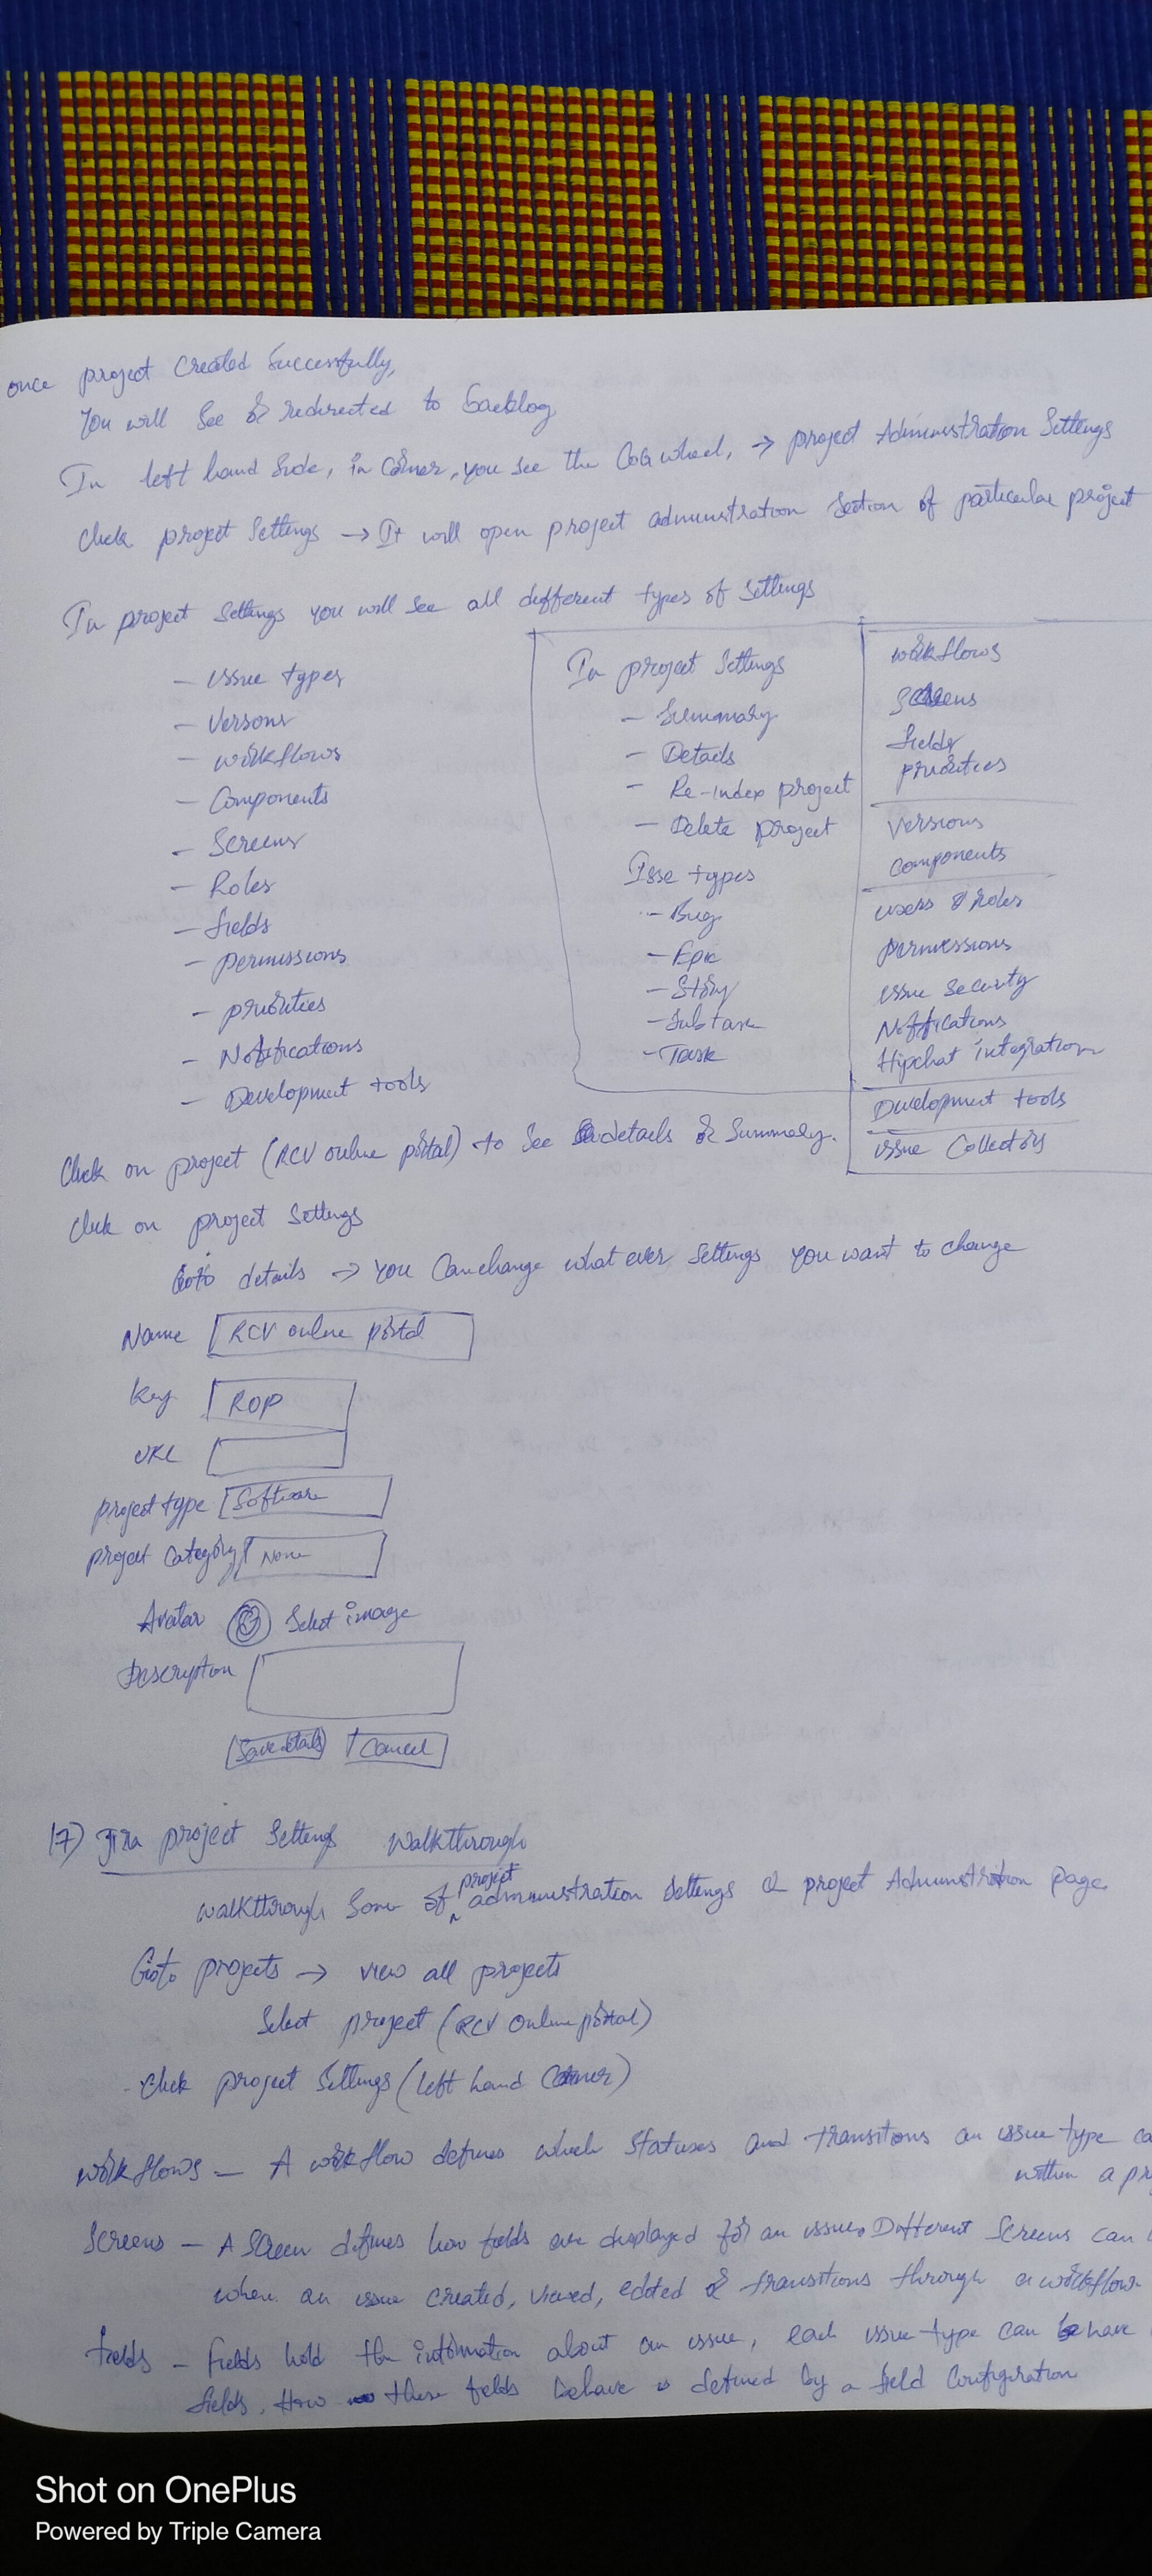 once project created Successfully,
You will see & redirected to backlog
In left hand side, in corner, you see the CoG wheel, → project Administration Settings
click project Settings → It will open project administration section of particular project
In project Settings you will see all different types of Settings
- issue types
- Versons
- workflows
- Components
- Screens
- Roles
- fields
- permissions
- priorities
- Notifications
- Development tools
In project Settings
- Summary
- Details
- Re-index project
- Delete project
Isse types
- Bug
- Epic
- Story
- Subtask
- Task
workflows
Screens
fields
priorities
Versions
Components
users & roles
permissions
issue Security
Notifications
Hipchat integration
Development tools
issue Collectors
Click on project (RCV online portal) to see details & Summary.
Click on project Settings
Goto details → you Can change what ever Settings you want to change
Name RCV online portal
Key ROP
URL
project type Software
project category None
Avatar Select image
Description
Save details Cancel
17) Jira project Settings Walkthrough
walkthrough Some of project administration Settings & project Administration page.
Goto projects → view all projects
Select project (RCV Online portal)
- Click project Settings (left hand Corner)
workflows - A workflow defines which Statuses and transitions an issue type
within a
Screens - A Screen defines how fields are displayed for an issue. Different Screens can
when an issue created, viewed, edited & transitions through a workflow
fields - fields hold the information about an issue, each issue type can have
fields. How these fields behave is defined by a field Configuration
Shot on OnePlus
Powered by Triple Camera